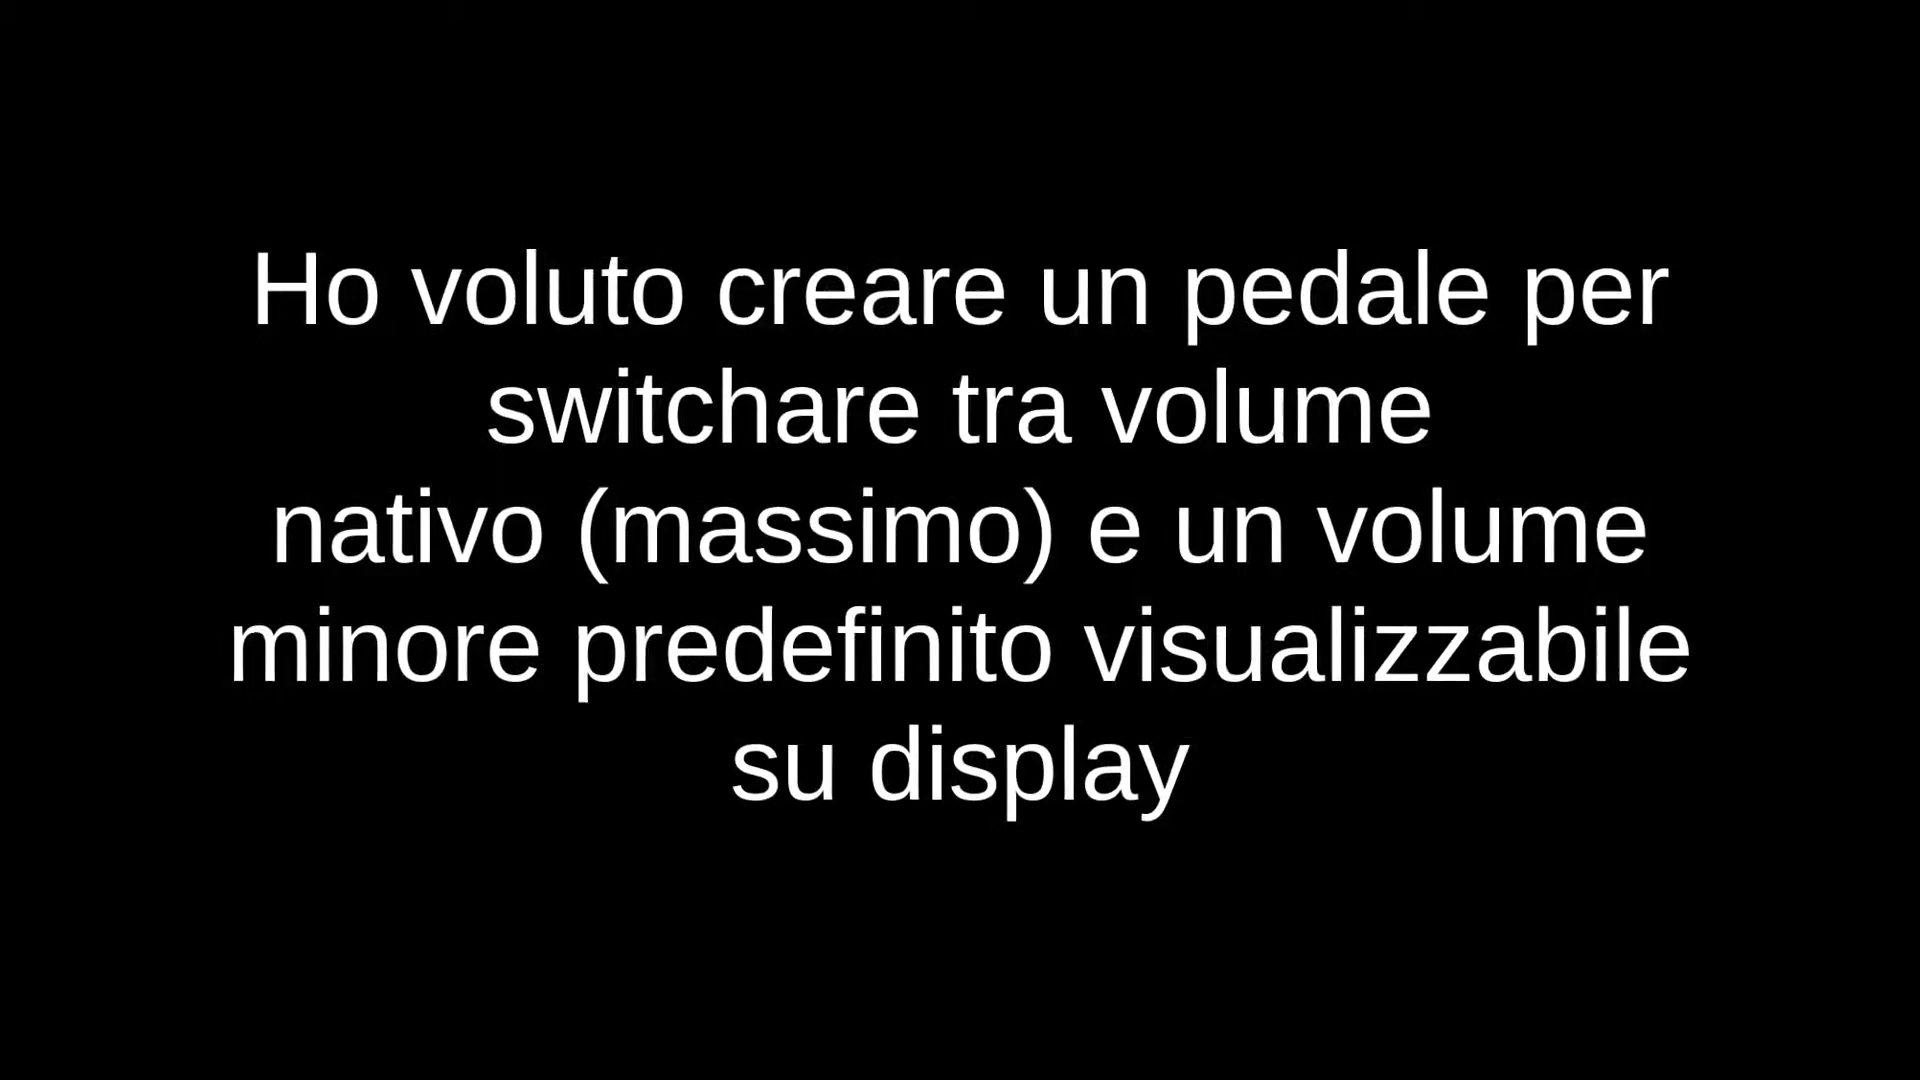 Ho voluto creare un pedale per
switchare tra volume
nativo (massimo) e un volume
minore predefinito visualizzabile
su display